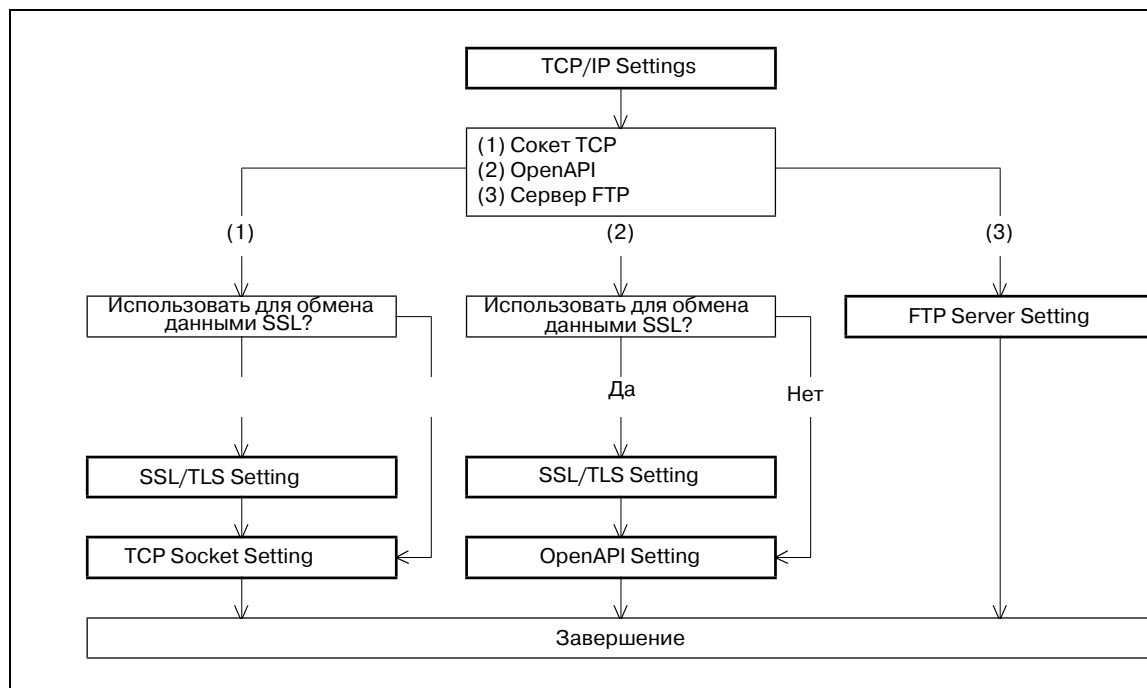 TCP/IP Settings
(1) Сокет TCP
(2) OpenAPI
(3) Сервер FTP
(1)
(2)
(3)
Использовать для обмена
данными SSL?
Использовать для обмена
данными SSL?
FTP Server Setting
Да
Нет
SSL/TLS Setting
SSL/TLS Setting
TCP Socket Setting
OpenAPI Setting
Завершение